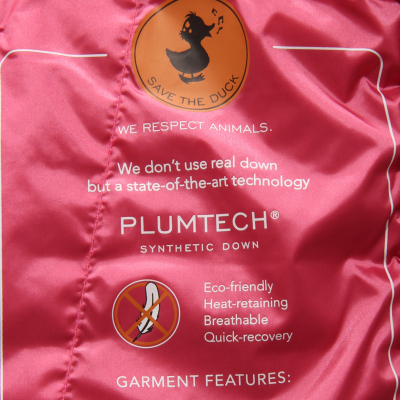 SAVE THE DUCK
WE RESPECT ANIMALS.
We don't use real down
but a state-of-the-art technology
PLUMTECH®
SYNTHETIC DOWN
Eco-friendly
Heat-retaining
Breathable
Quick-recovery
GARMENT FEATURES: